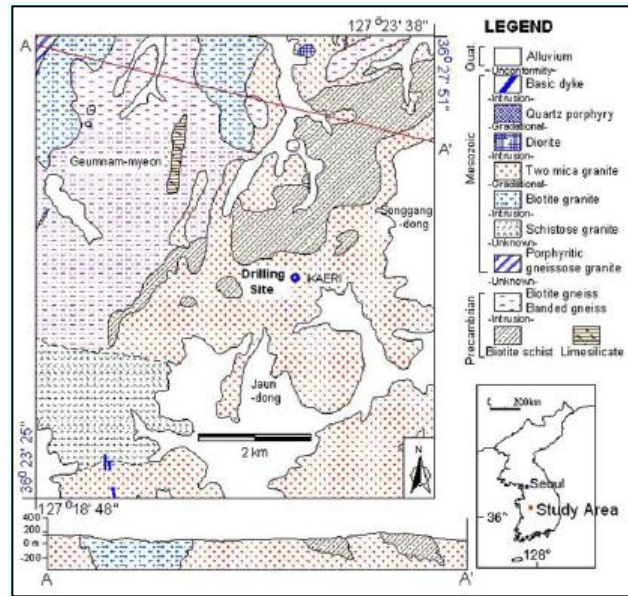 127° 23' 38"
36° 27' 51"
A
A'
Geumnam-myeon
Songgang
-dong
Drilling
Site
KAERI
Jaun
-dong
2 km
N
36° 23' 25"
127° 18' 48"
400
200
0 m
-200
A
A'
LEGEND
Quat.
Alluvium
-Unconformity-
Mesozoic
Basic dyke
-Intrusion-
Quartz porphyry
-Gradational-
Diorite
-Intrusion-
Two mica granite
-Gradational-
Biotite granite
-Intrusion-
Schistose granite
-Unknown-
Porphyritic
gneissose granite
-Unknown-
Precambrian
Biotite gneiss
Banded gneiss
-Intrusion-
Biotite schist
Limesilicate
200km
Seoul
Study Area
36°
128°